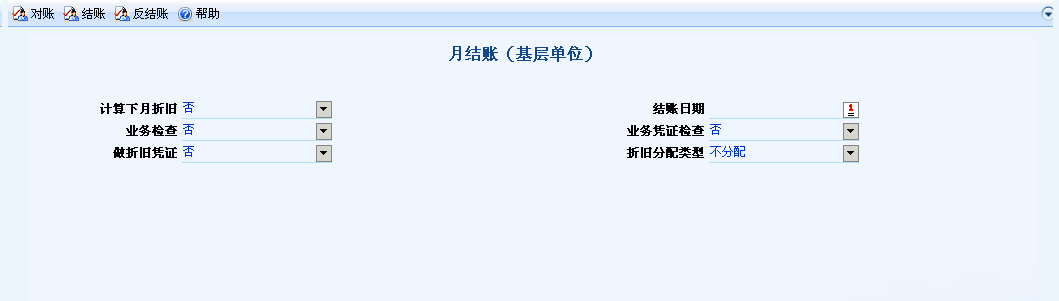 对账 结账 反结账 帮助
月结账（基层单位）
计算下月折旧 否 结账日期
业务检查 否 业务凭证检查 否
做折旧凭证 否 折旧分配类型 不分配